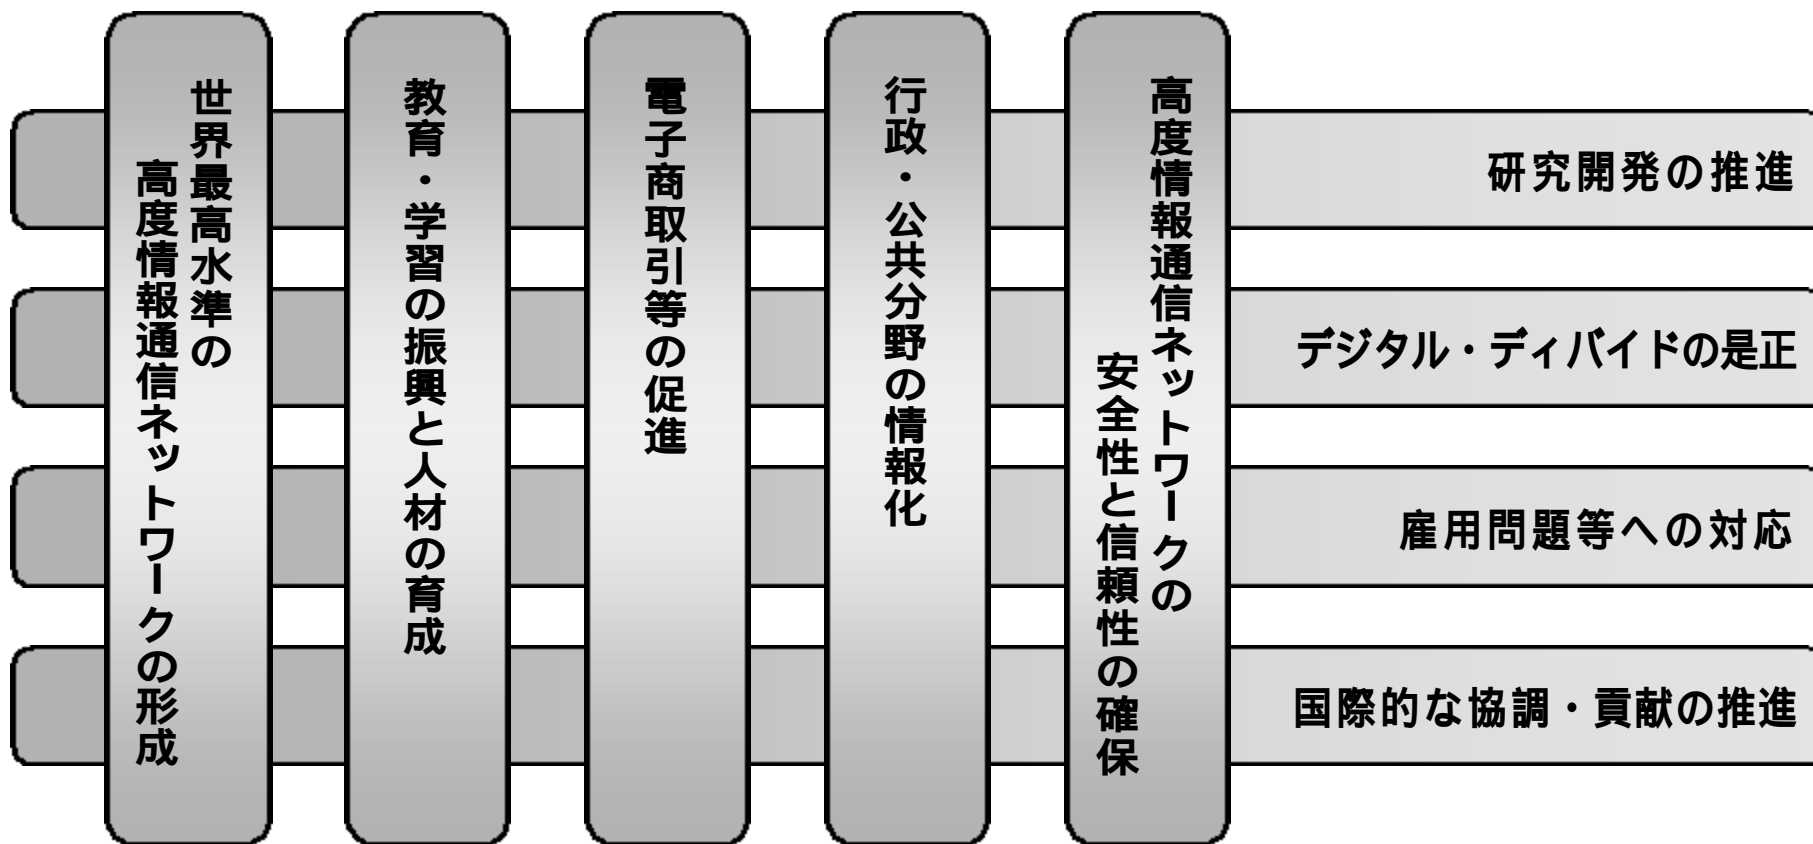 世界最高水準の
高度情報通信ネットワークの形成
教育・学習の振興と人材の育成
電子商取引等の促進
行政・公共分野の情報化
高度情報通信ネットワークの
安全性と信頼性の確保
研究開発の推進
デジタル・ディバイドの是正
雇用問題等への対応
国際的な協調・貢献の推進